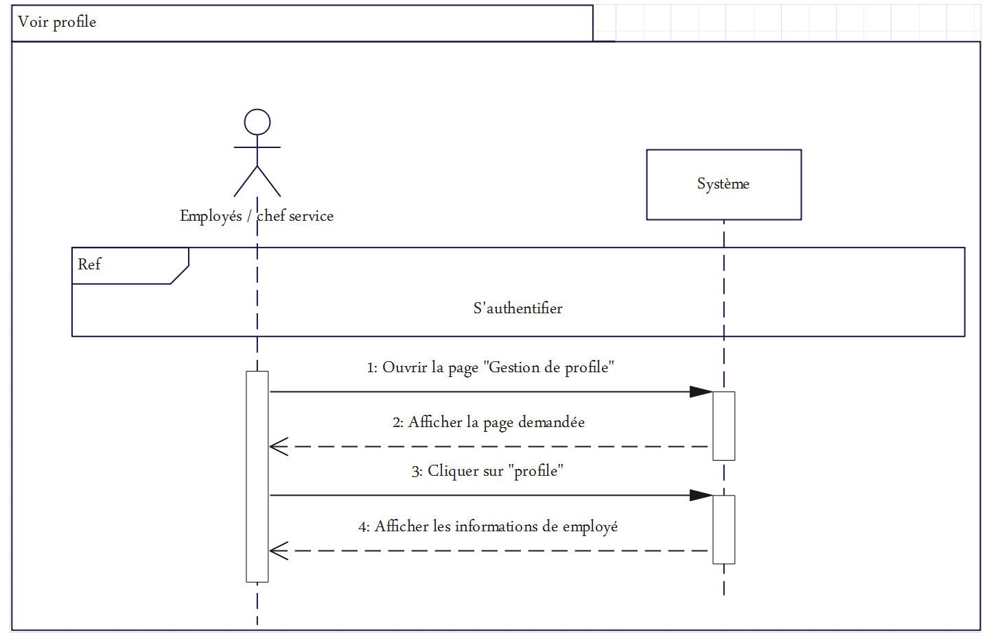 Voir profile
Employés / chef service
Système
Ref
S'authentifier
1: Ouvrir la page "Gestion de profile"
2: Afficher la page demandée
3: Cliquer sur "profile"
4: Afficher les informations de employé